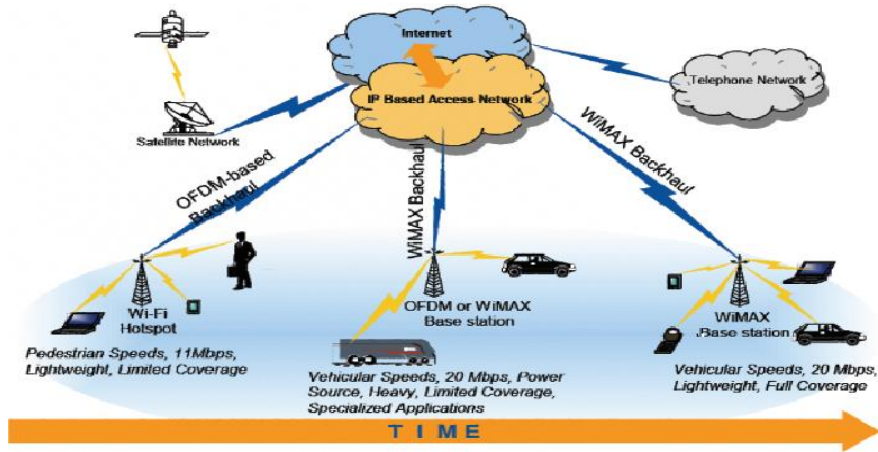 Internet
IP Based Access Network
Telephone Network
Satellite Network
OFDM-based
Backhaul
WiMAX Backhaul
WiMAX Backhaul
Wi-Fi
Hotspot
OFDM or WiMAX
Base station
WiMAX
Base station
Pedestrian Speeds, 11Mbps,
Lightweight, Limited Coverage
Vehicular Speeds, 20 Mbps, Power
Source, Heavy, Limited Coverage,
Specialized Applications
Vehicular Speeds, 20 Mbps,
Lightweight, Full Coverage
TIME